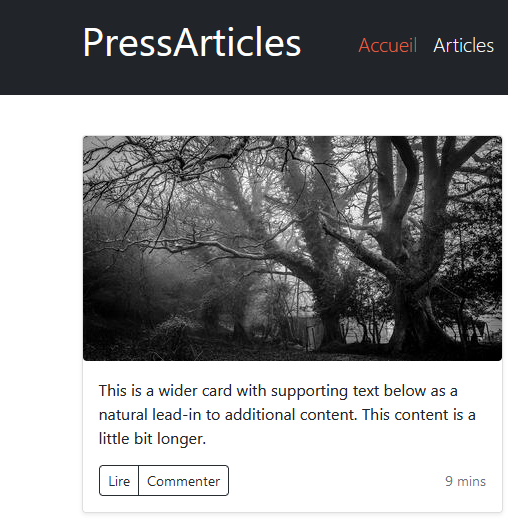 PressArticles
Accueil Articles
This is a wider card with supporting text below as a
natural lead-in to additional content. This content is a
little bit longer.
Lire Commenter 9 mins